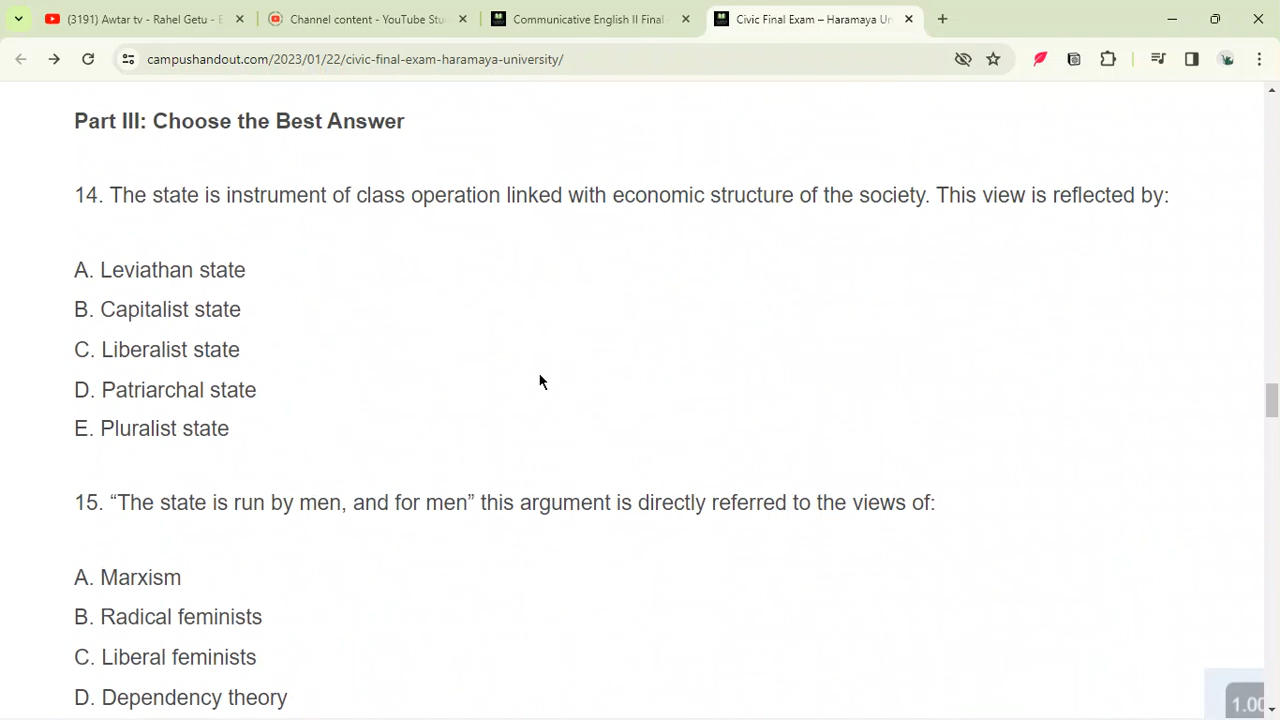 (3191) Awtar tv - Rahel Getu - E
Channel content - YouTube Stu
Communicative English II Final
Civic Final Exam – Haramaya Un
campushandout.com/2023/01/22/civic-final-exam-haramaya-university/
Part III: Choose the Best Answer
14. The state is instrument of class operation linked with economic structure of the society. This view is reflected by:
A. Leviathan state
B. Capitalist state
C. Liberalist state
D. Patriarchal state
E. Pluralist state
15. “The state is run by men, and for men” this argument is directly referred to the views of:
A. Marxism
B. Radical feminists
C. Liberal feminists
D. Dependency theory
1.00